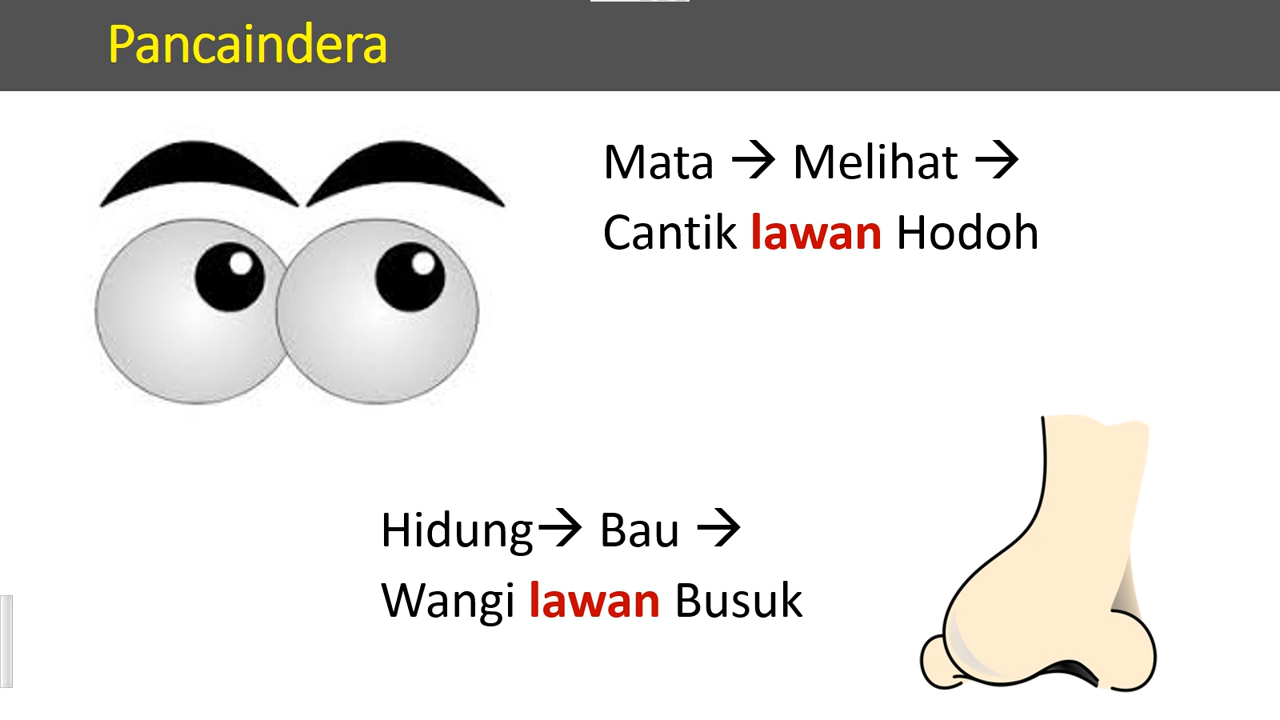 Pancaindera
Mata → Melihat →
Cantik lawan Hodoh
Hidung→ Bau →
Wangi lawan Busuk